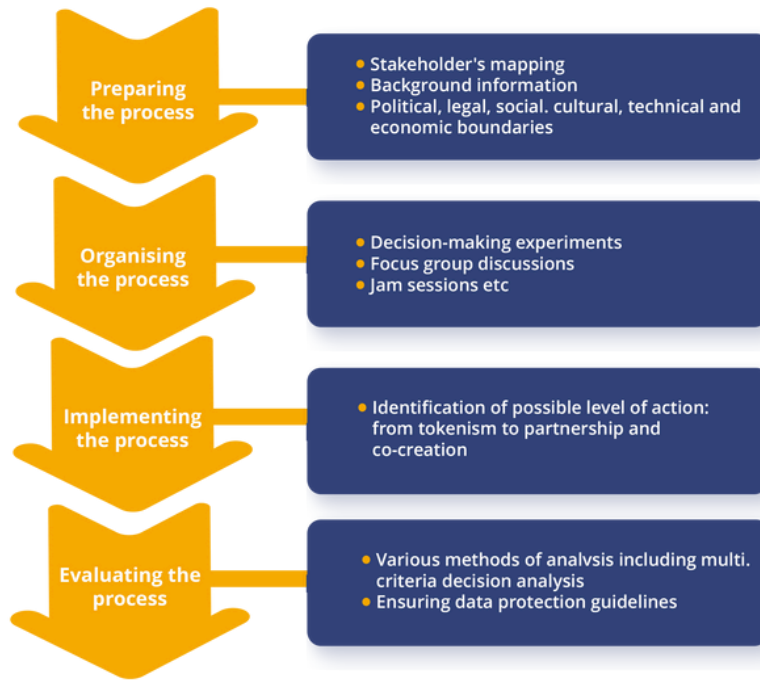 Preparing
the process
Stakeholder's mapping
Background information
Political, legal, social. cultural, technical and
economic boundaries
Organising
the process
Decision-making experiments
Focus group discussions
Jam sessions etc
Implementing
the process
Identification of possible level of action:
from tokenism to partnership and
co-creation
Evaluating the
process
Various methods of analvsis including multi.
criteria decision analysis
Ensuring data protection guidelines